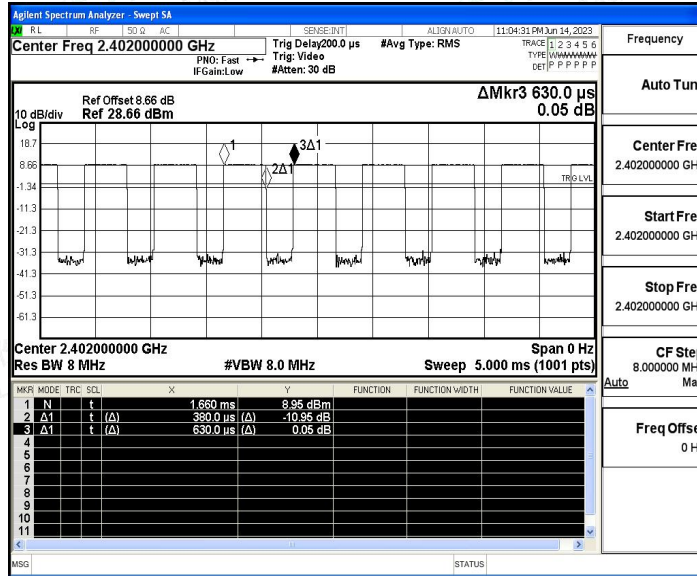 Agilent Spectrum Analyzer - Swept SA
LXI RL RF 50 Ω AC SENSE:INT ALIGN AUTO 11:04:31 PM Jun 14, 2023
Center Freq 2.402000000 GHz
PNO: Fast
IFGain:Low
Trig Delay200.0 µs
Trig: Video
#Atten: 30 dB
#Avg Type: RMS
TRACE 1 2 3 4 5 6
TYPE WWWWWW
DET P P P P P P
ΔMkr3 630.0 µs
0.05 dB
Ref Offset 8.66 dB
10 dB/div Ref 28.66 dBm
Log
18.7
8.66
-1.34
-11.3
-21.3
-31.3
-41.3
-51.3
-61.3
1
2Δ1
3Δ1
TRIG LVL
Center 2.402000000 GHz Span 0 Hz
Res BW 8 MHz #VBW 8.0 MHz Sweep 5.000 ms (1001 pts)
MKR MODE TRC SCL X Y FUNCTION FUNCTION WIDTH FUNCTION VALUE
1 N t 1.660 ms 8.95 dBm
2 Δ1 t (Δ) 380.0 µs (Δ) -10.95 dB
3 Δ1 t (Δ) 630.0 µs (Δ) 0.05 dB
4
5
6
7
8
9
10
11
MSG STATUS
Frequency
Auto Tun
Center Fre
2.402000000 GH
Start Fre
2.402000000 GH
Stop Fre
2.402000000 GH
CF Ste
8.000000 MH
Auto Ma
Freq Offse
0 H